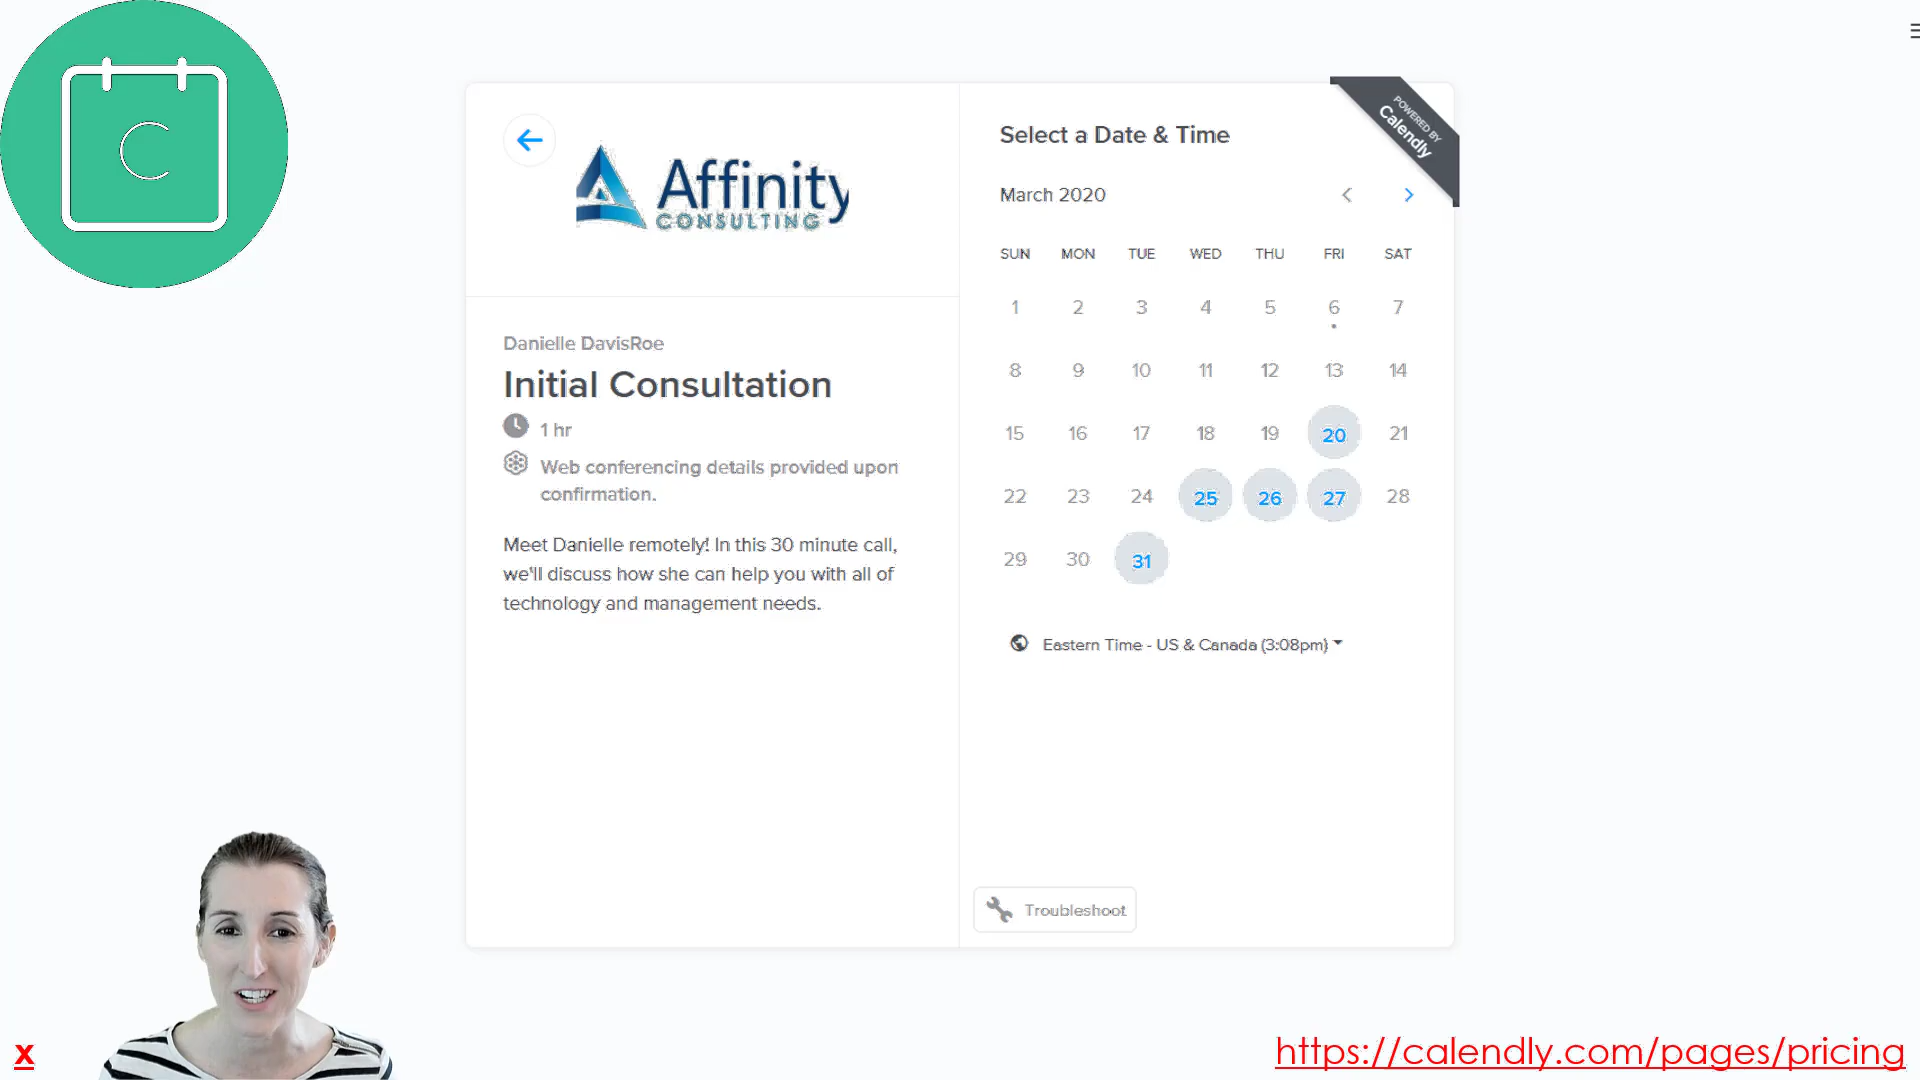 C
Affinity
CONSULTING
Danielle DavisRoe
Initial Consultation
1 hr
Web conferencing details provided upon
confirmation.
Meet Danielle remotely! In this 30 minute call,
we'll discuss how she can help you with all of
technology and management needs.
POWERED BY
Calendly
Select a Date & Time
March 2020
SUN MON TUE WED THU FRI SAT
1 2 3 4 5 6 7
8 9 10 11 12 13 14
15 16 17 18 19 20 21
22 23 24 25 26 27 28
29 30 31
Eastern Time - US & Canada (3:08pm)
Troubleshoot
x
https://calendly.com/pages/pricing